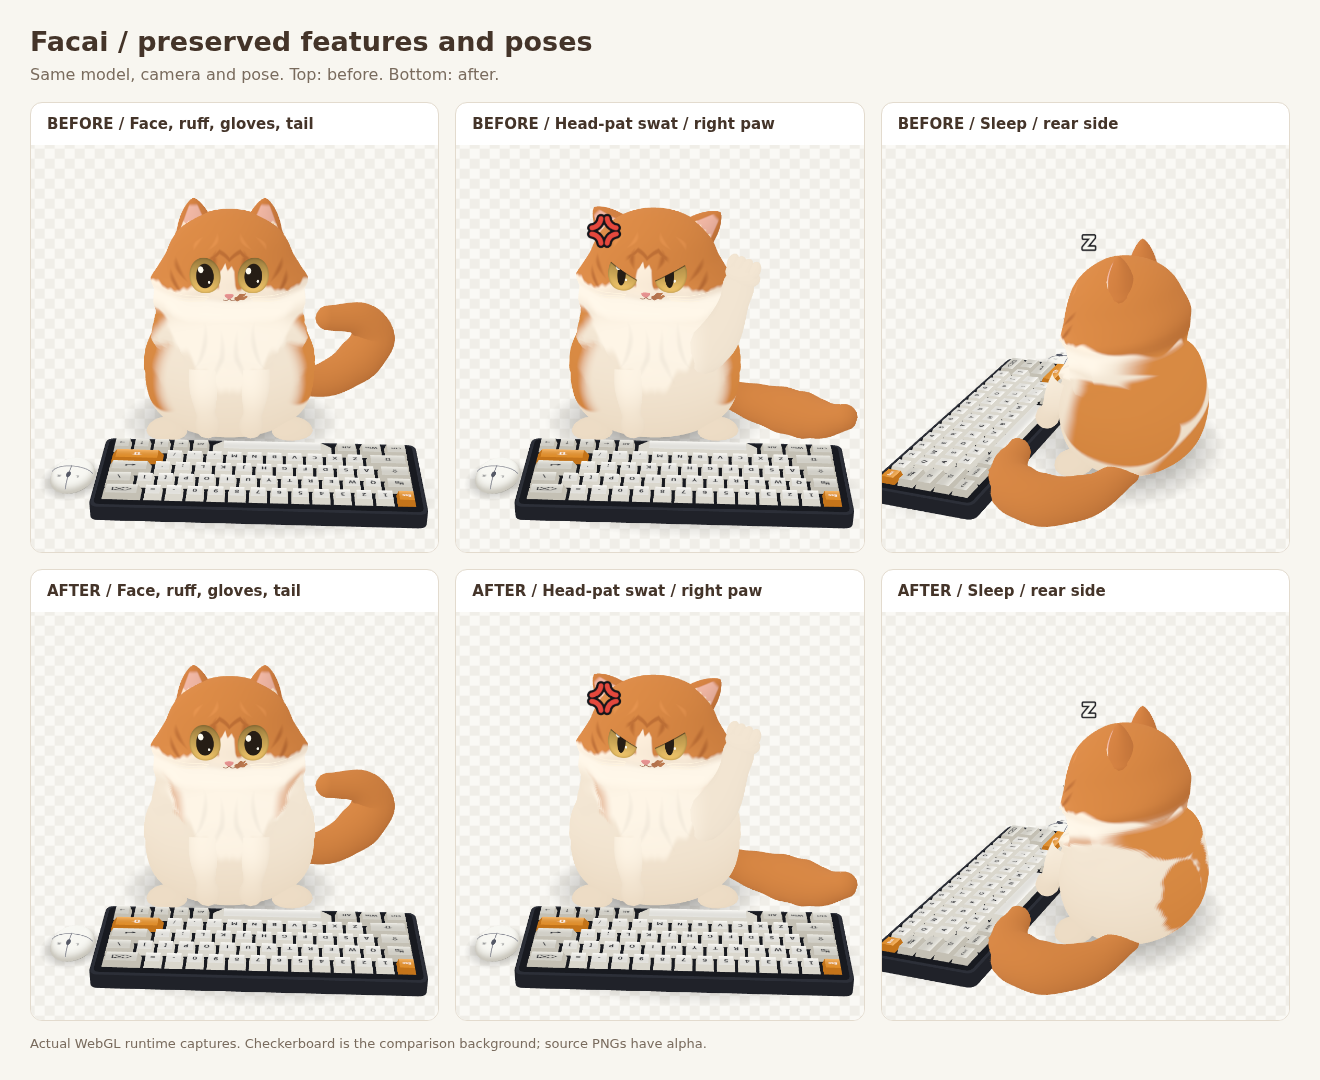 Facai / preserved features and poses
Same model, camera and pose. Top: before. Bottom: after.
BEFORE / Face, ruff, gloves, tail
BEFORE / Head-pat swat / right paw
BEFORE / Sleep / rear side
Z
AFTER / Face, ruff, gloves, tail
AFTER / Head-pat swat / right paw
AFTER / Sleep / rear side
Z
Actual WebGL runtime captures. Checkerboard is the comparison background; source PNGs have alpha.